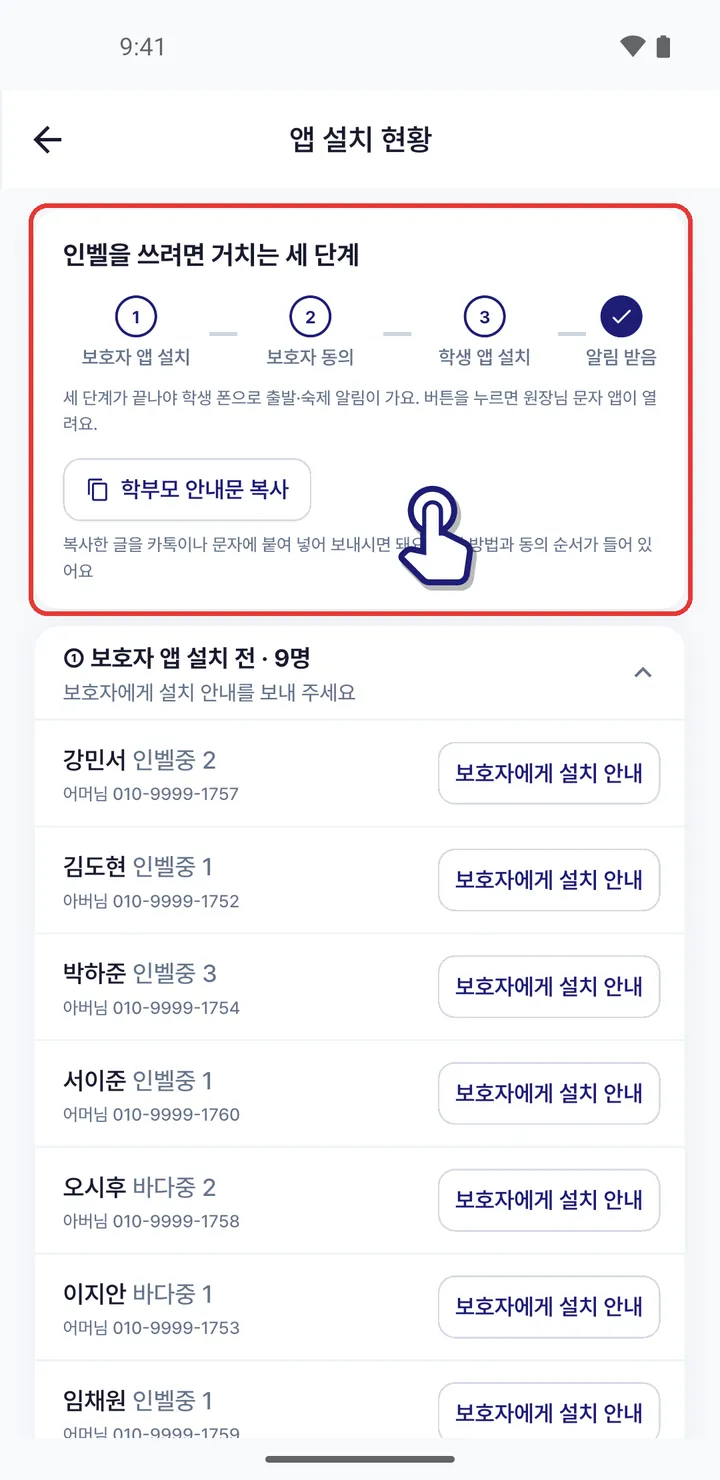 9:41
앱 설치 현황
인벨을 쓰려면 거치는 세 단계
1 2 3
보호자 앱 설치 보호자 동의 학생 앱 설치 알림 받음
세 단계가 끝나야 학생 폰으로 출발·숙제 알림이 가요. 버튼을 누르면 원장님 문자 앱이 열
려요.
학부모 안내문 복사
복사한 글을 카톡이나 문자에 붙여 넣어 보내시면 방법과 동의 순서가 들어 있
어요
① 보호자 앱 설치 전 · 9명
보호자에게 설치 안내를 보내 주세요
강민서 인벨중 2
어머님 010-9999-1757
보호자에게 설치 안내
김도현 인벨중 1
아버님 010-9999-1752
보호자에게 설치 안내
박하준 인벨중 3
아버님 010-9999-1754
보호자에게 설치 안내
서이준 인벨중 1
어머님 010-9999-1760
보호자에게 설치 안내
오시후 바다중 2
아버님 010-9999-1758
보호자에게 설치 안내
이지안 바다중 1
어머님 010-9999-1753
보호자에게 설치 안내
임채원 인벨중 1
어머님 010-9999-1759
보호자에게 설치 안내